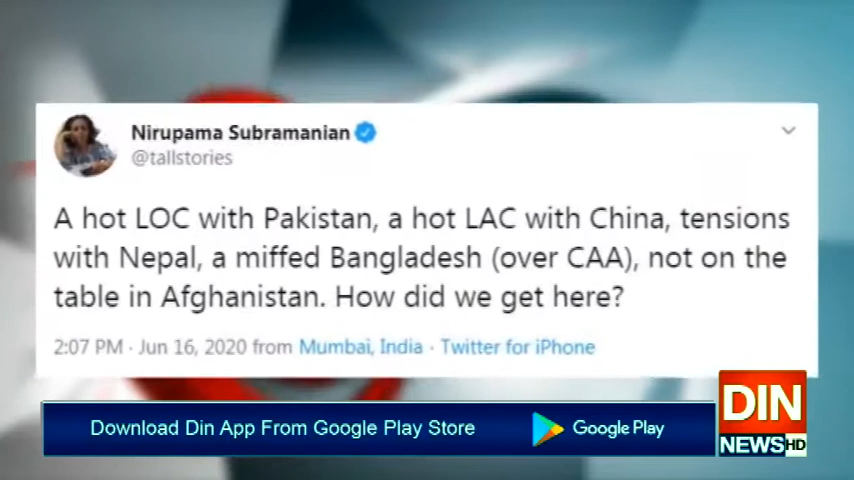 Nirupama Subramanian
@tallstories
A hot LOC with Pakistan, a hot LAC with China, tensions
with Nepal, a miffed Bangladesh (over CAA), not on the
table in Afghanistan. How did we get here?
2:07 PM · Jun 16, 2020 from Mumbai, India · Twitter for iPhone
Download Din App From Google Play Store
Google Play
DIN
NEWS HD